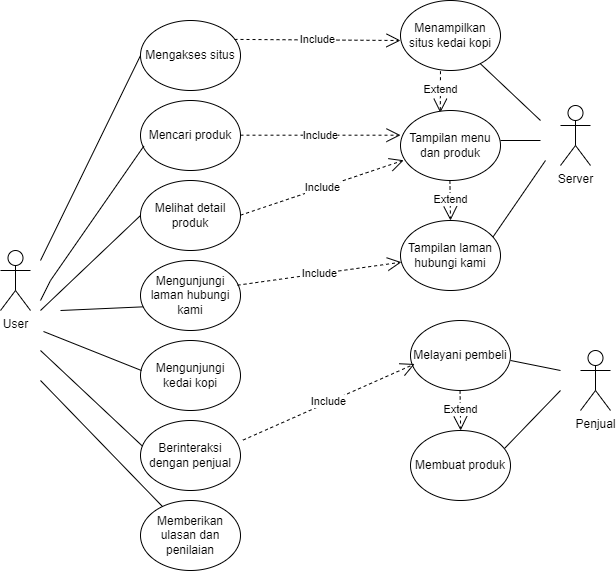 Mengakses situs
Include
Menampilkan
situs kedai kopi
Extend
Mencari produk
Include
Tampilan menu
dan produk
Server
Melihat detail
produk
Include
Extend
Tampilan laman
hubungi kami
User
Mengunjungi
laman hubungi
kami
Include
Mengunjungi
kedai kopi
Include
Melayani pembeli
Extend
Penjual
Berinteraksi
dengan penjual
Membuat produk
Memberikan
ulasan dan
penilaian